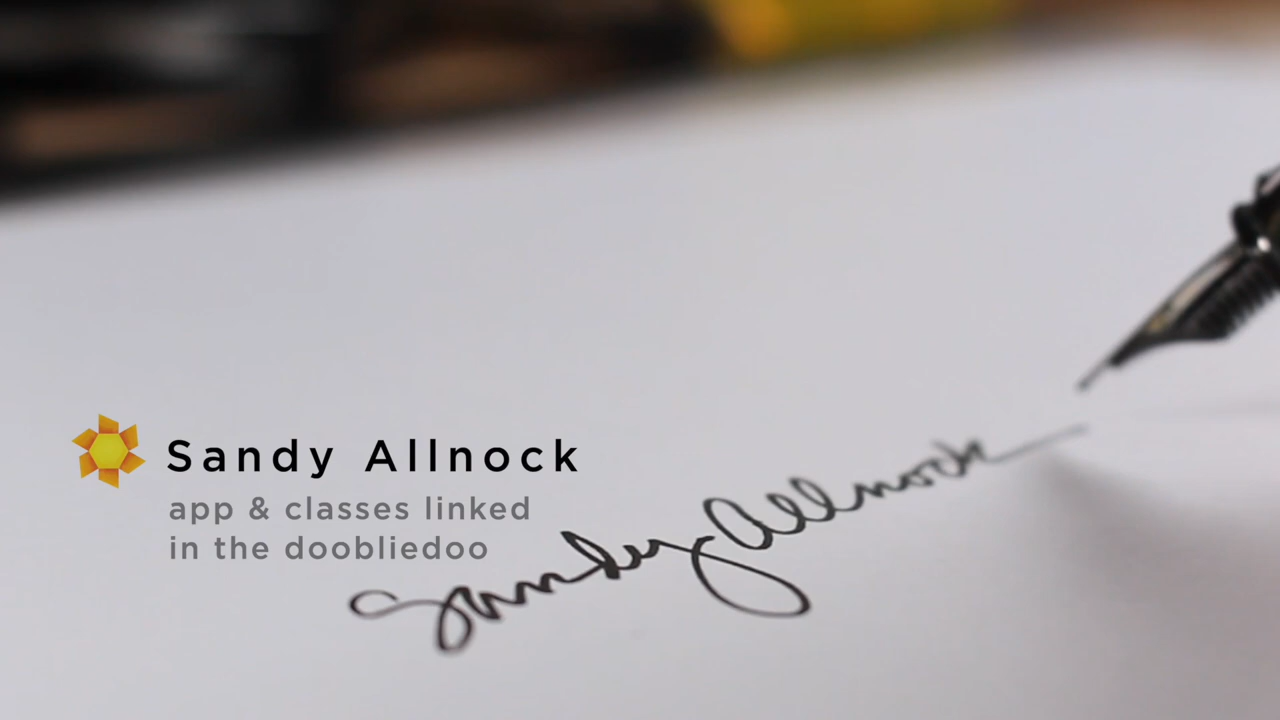 Sandy Allnock
app & classes linked
in the doobliedoo
Sandy Allnock